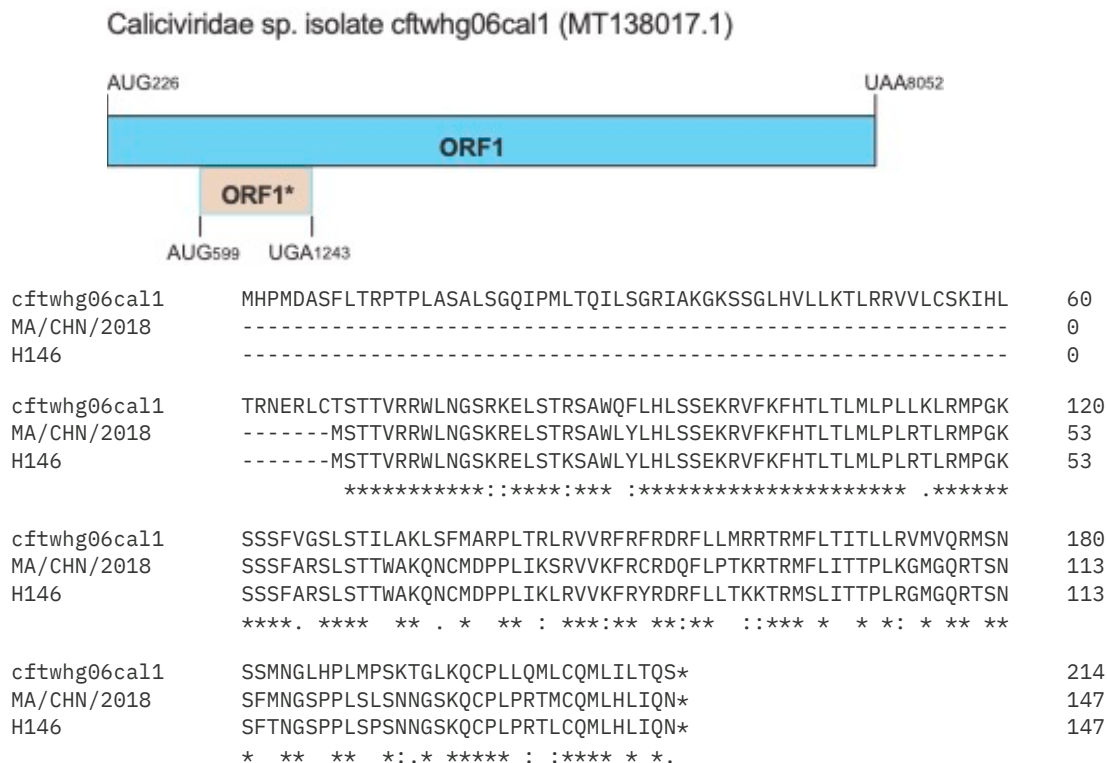 Caliciviridae sp. isolate cftwhg06cal1 (MT138017.1)
AUG226 UAA8052
ORF1
ORF1*
AUG599 UGA1243
cftwhg06cal1 MHPMDASFLTRPTPLASALSGQIPMLTQILSGRIAKGKSSGLHVLLKTLRRVVLCSKIHL 60
MA/CHN/2018 ------------------------------------------------------------ 0
H146 ------------------------------------------------------------ 0
cftwhg06cal1 TRNERLCTSTTVRRWLNGSRKELSTRSAWQFLHLSSEKRVFKFHTLTLMLPLLKLRMPGK 120
MA/CHN/2018 -------MSTTVRRWLNGSKRELSTRSAWLYLHLSSEKRVFKFHTLTLMLPLRTLRMPGK 53
H146 -------MSTTVRRWLNGSKRELSTKSAWLYLHLSSEKRVFKFHTLTLMLPLRTLRMPGK 53
***********::****:*** :********************* .******
cftwhg06cal1 SSSFVGSLSTILAKLSFMARPLTRLRVVRFRFRDRFLLMRRTRMFLTITLLRVMVQRMSN 180
MA/CHN/2018 SSSFARSLSTTWAKQNCMDPPLIKSRVVKFRCRDQFLPTKRTRMFLITTPLKGMGQRTSN 113
H146 SSSFARSLSTTWAKQNCMDPPLIKLRVVKFRYRDRFLLTKKTRMSLITTPLRGMGQRTSN 113
****. **** ** . * ** : ***:** **:** ::*** * * *: * ** **
cftwhg06cal1 SSMNGLHPLMPSKTGLKQCPLLQMLCQMLILTQS* 214
MA/CHN/2018 SFMNGSPPLSLSNNGSKQCPLPRTMCQMLHLIQN* 147
H146 SFTNGSPPLSPSNNGSKQCPLPRTLCQMLHLIQN* 147
* ** ** *:.* ***** : :**** * *.